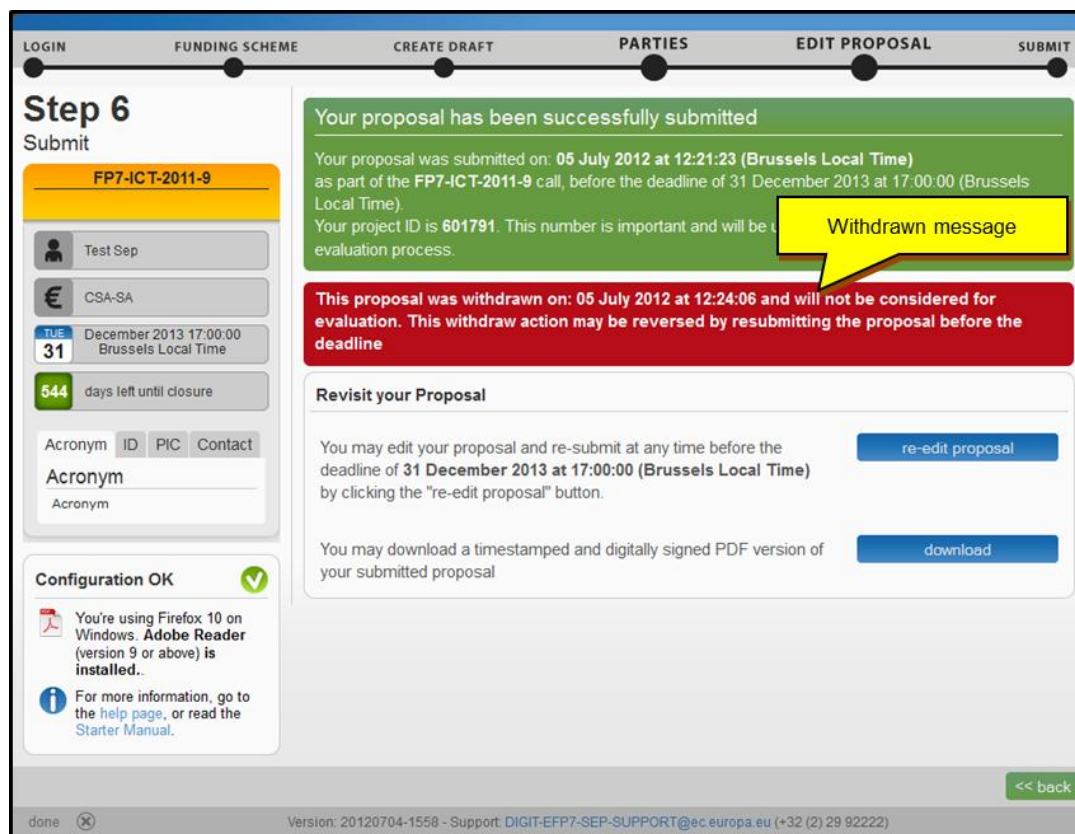 LOGIN FUNDING SCHEME CREATE DRAFT PARTIES EDIT PROPOSAL SUBMIT
Step 6
Submit
FP7-ICT-2011-9
Test Sep
CSA-SA
TUE
31
December 2013 17:00:00
Brussels Local Time
544 days left until closure
Acronym ID PIC Contact
Acronym
Acronym
Configuration OK
You're using Firefox 10 on
Windows. Adobe Reader
(version 9 or above) is
installed..
For more information, go to
the help page, or read the
Starter Manual.
Your proposal has been successfully submitted
Your proposal was submitted on: 05 July 2012 at 12:21:23 (Brussels Local Time)
as part of the FP7-ICT-2011-9 call, before the deadline of 31 December 2013 at 17:00:00 (Brussels
Local Time).
Your project ID is 601791. This number is important and will be
evaluation process.
Withdrawn message
This proposal was withdrawn on: 05 July 2012 at 12:24:06 and will not be considered for
evaluation. This withdraw action may be reversed by resubmitting the proposal before the
deadline
Revisit your Proposal
You may edit your proposal and re-submit at any time before the
deadline of 31 December 2013 at 17:00:00 (Brussels Local Time)
by clicking the "re-edit proposal" button.
re-edit proposal
You may download a timestamped and digitally signed PDF version of
your submitted proposal
download
<< back
done
Version: 20120704-1558 - Support: DIGIT-EFP7-SEP-SUPPORT@ec.europa.eu (+32 (2) 29 92222)